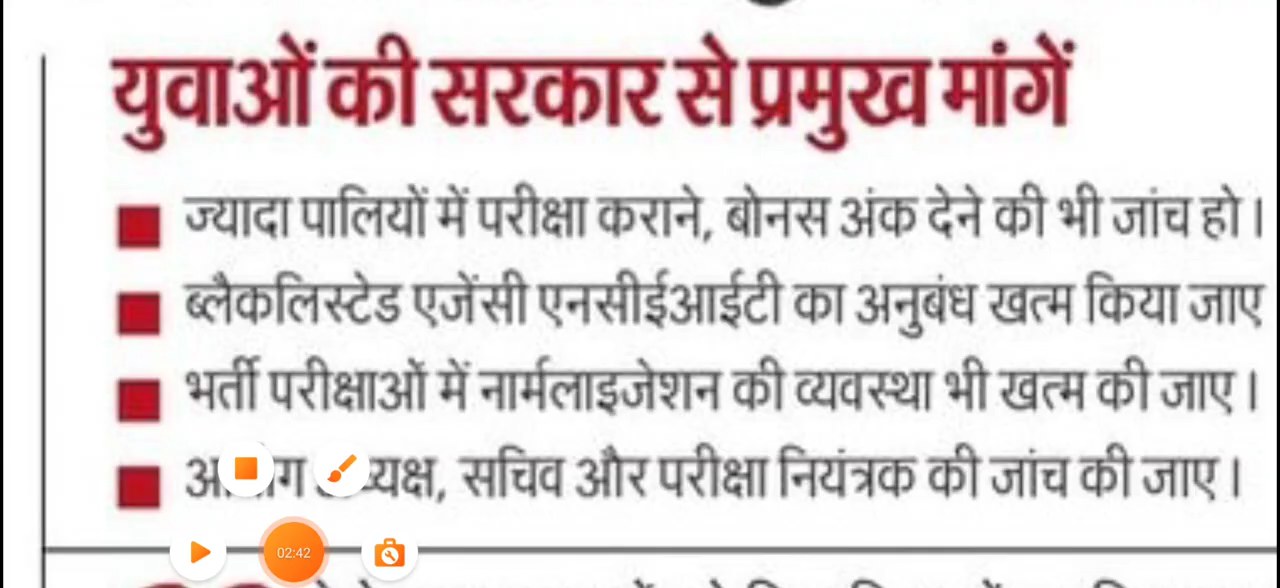 युवाओं की सरकार से प्रमुख मांगें
ज्यादा पालियों में परीक्षा कराने, बोनस अंक देने की भी जांच हो।
ब्लैकलिस्टेड एजेंसी एनसीईआईटी का अनुबंध खत्म किया जाए
भर्ती परीक्षाओं में नार्मलाइजेशन की व्यवस्था भी खत्म की जाए।
सचिव और परीक्षा नियंत्रक की जांच की जाए।
02:42